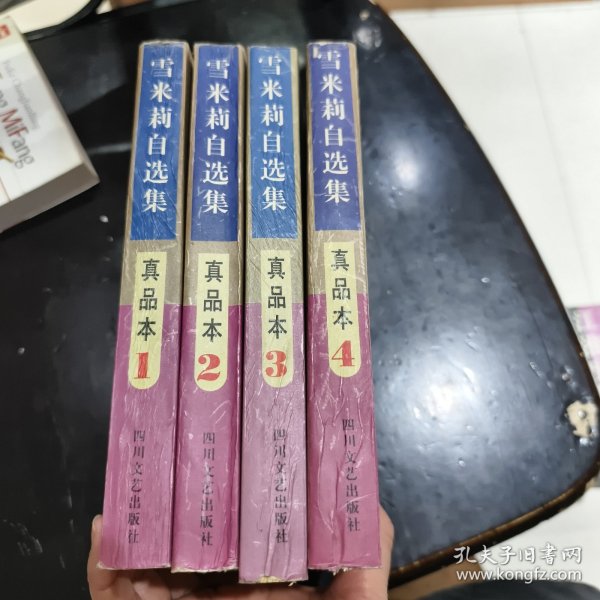 雪米莉自选集
真品本
1
四川文艺出版社
雪米莉自选集
真品本
2
四川文艺出版社
雪米莉自选集
真品本
3
四川文艺出版社
雪米莉自选集
真品本
4
四川文艺出版社
MiFang
孔夫子旧书网
www.kongfz.com